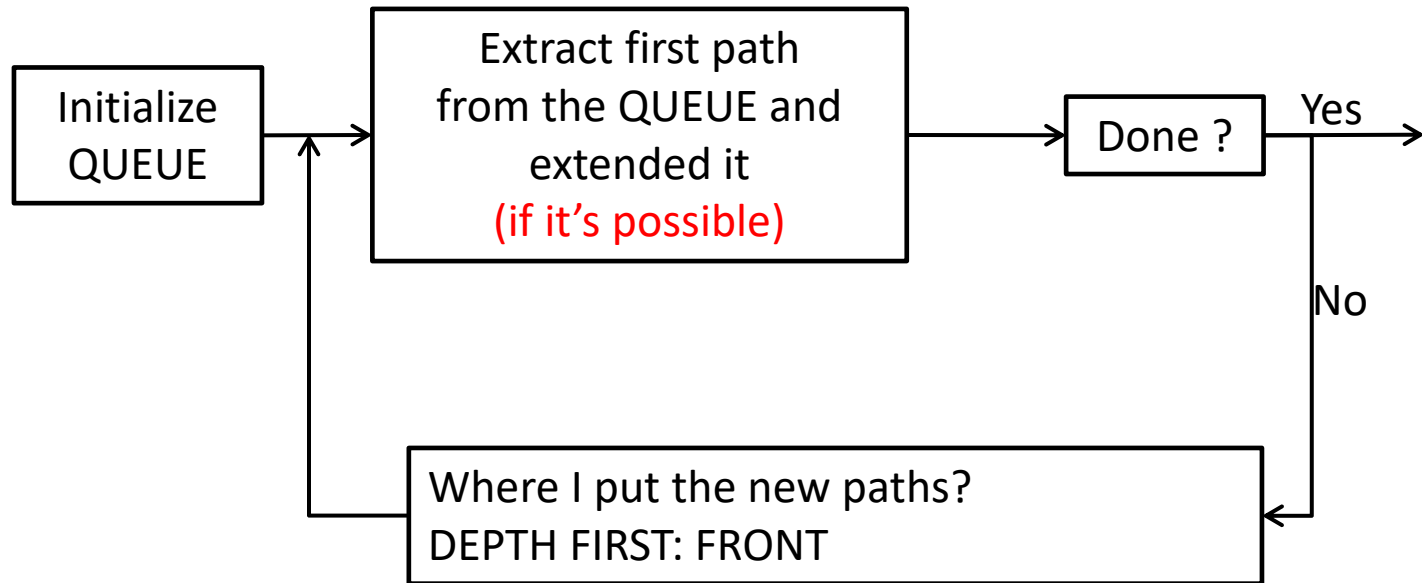 Initialize
QUEUE
Extract first path
from the QUEUE and
extended it
(if it’s possible)
Done ?
Yes
No
Where I put the new paths?
DEPTH FIRST: FRONT